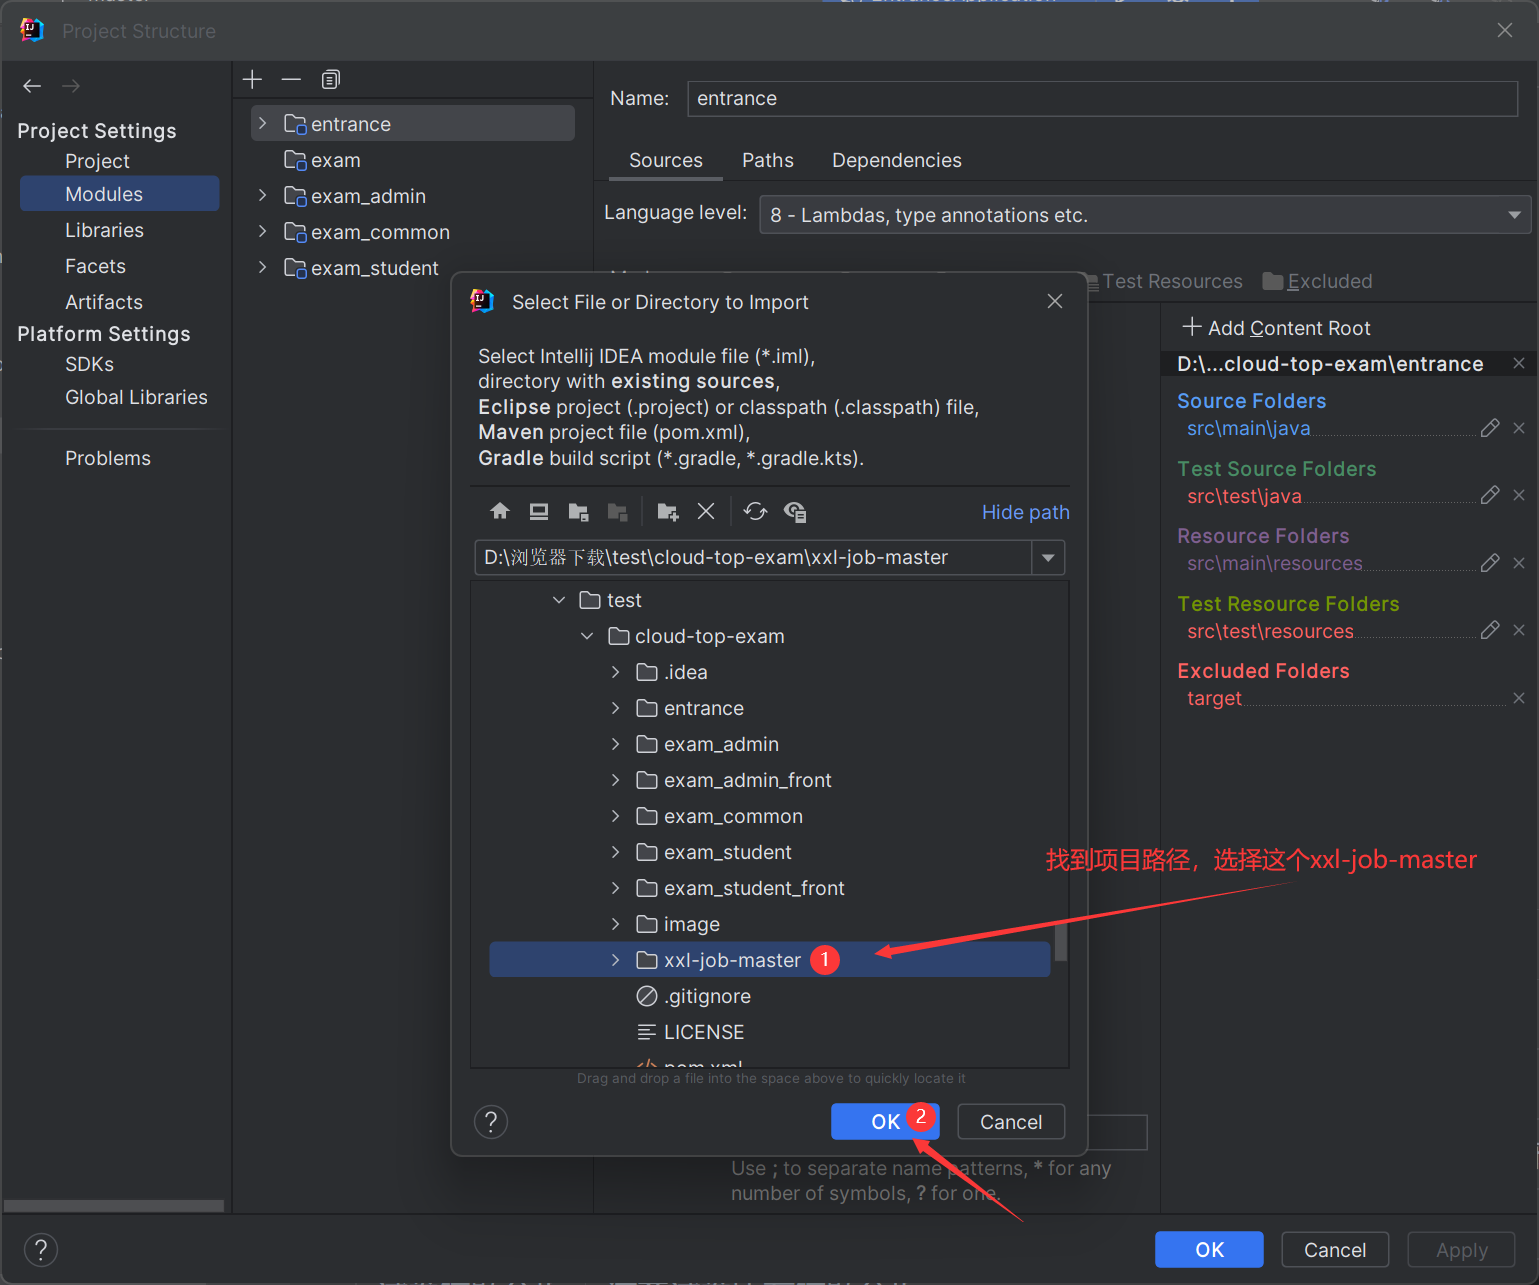 Project Structure
Project Settings
Project
Modules
Libraries
Facets
Artifacts
Platform Settings
SDKs
Global Libraries
Problems
entrance
exam
exam_admin
exam_common
exam_student
Name: entrance
Sources Paths Dependencies
Language level: 8 - Lambdas, type annotations etc.
Test Resources Excluded
Add Content Root
D:\...cloud-top-exam\entrance
Source Folders
src\main\java
Test Source Folders
src\test\java
Resource Folders
src\main\resources
Test Resource Folders
src\test\resources
Excluded Folders
target
Select File or Directory to Import
Select Intellij IDEA module file (*.iml),
directory with existing sources,
Eclipse project (.project) or classpath (.classpath) file,
Maven project file (pom.xml),
Gradle build script (*.gradle, *.gradle.kts).
Hide path
D:\浏览器下载\test\cloud-top-exam\xxl-job-master
test
cloud-top-exam
.idea
entrance
exam_admin
exam_admin_front
exam_common
exam_student
exam_student_front
image
xxl-job-master 1
.gitignore
LICENSE
pom.xml
找到项目路径，选择这个xxl-job-master
Drag and drop a file into the space above to quickly locate it
? OK 2 Cancel
Use ; to separate name patterns, * for any
number of symbols, ? for one.
? OK Cancel Apply